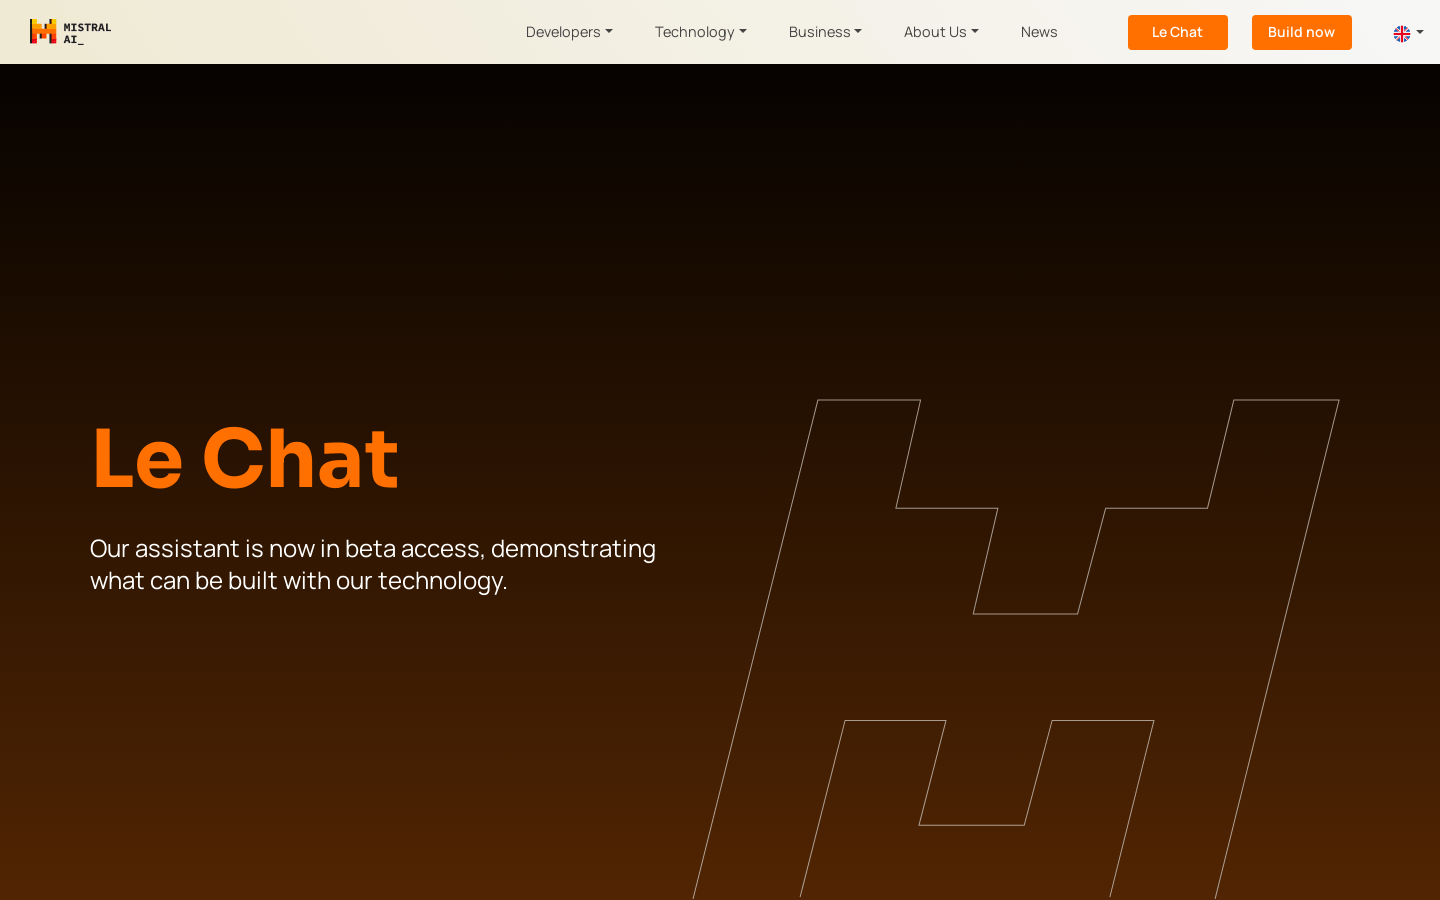 MISTRAL
AI_
Developers
Technology
Business
About Us
News
Le Chat
Build now
Le Chat
Our assistant is now in beta access, demonstrating
what can be built with our technology.